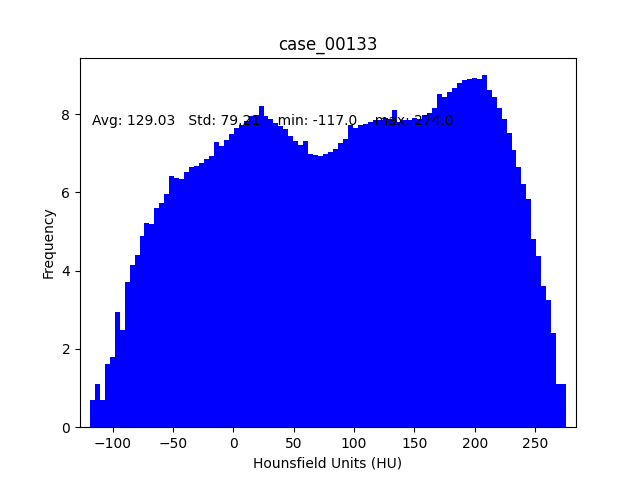 case_00133
Avg: 129.03 Std: 79.21 min: -117.0 max: 274.0
8
6
4
2
0
Frequency
−100 −50 0 50 100 150 200 250
Hounsfield Units (HU)